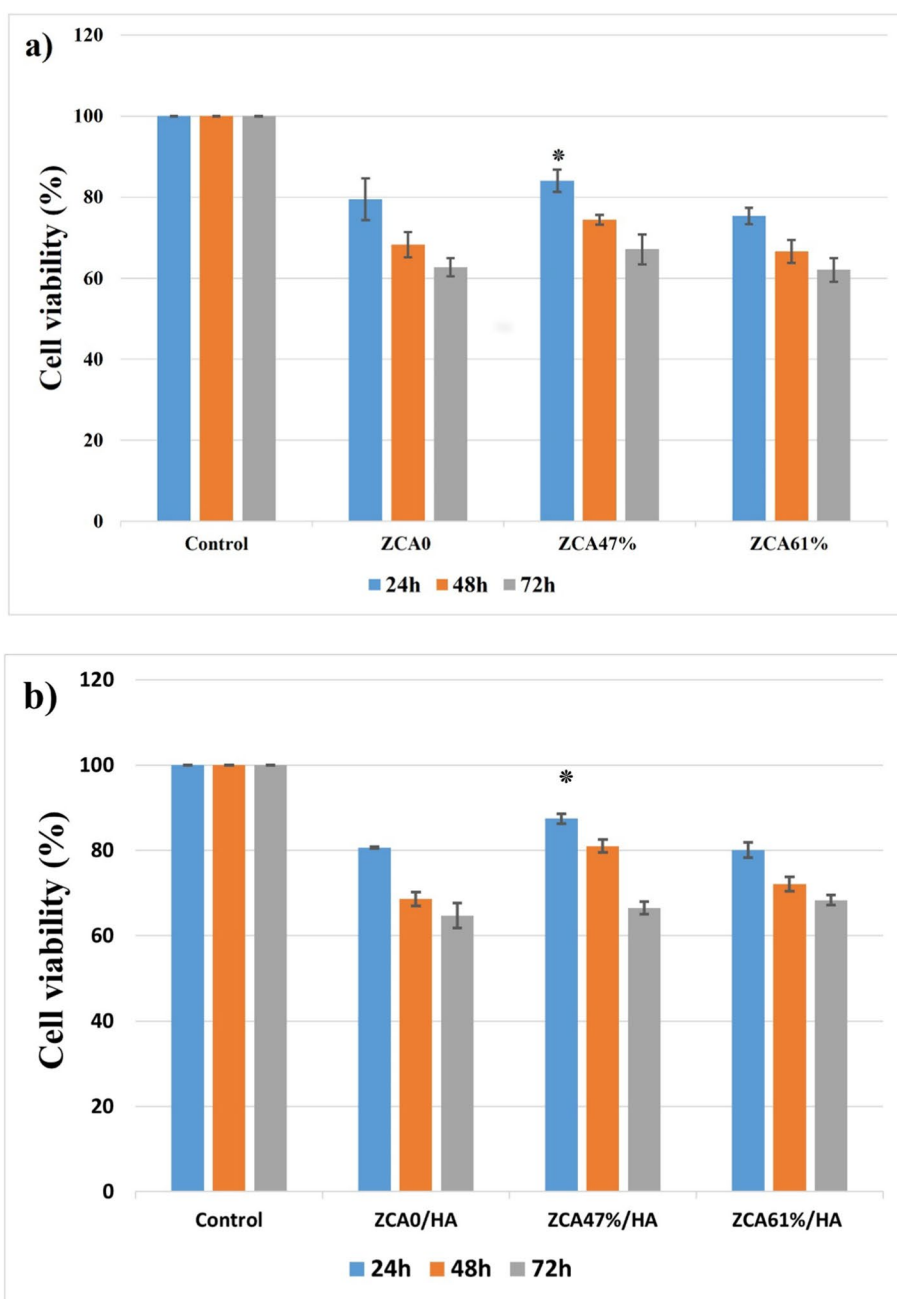 a)
120
100
80
60
40
20
0
Cell viability (%)
*
Control ZCA0 ZCA47% ZCA61%
24h 48h 72h
b)
120
100
80
60
40
20
0
Cell viability (%)
*
Control ZCA0/HA ZCA47%/HA ZCA61%/HA
24h 48h 72h